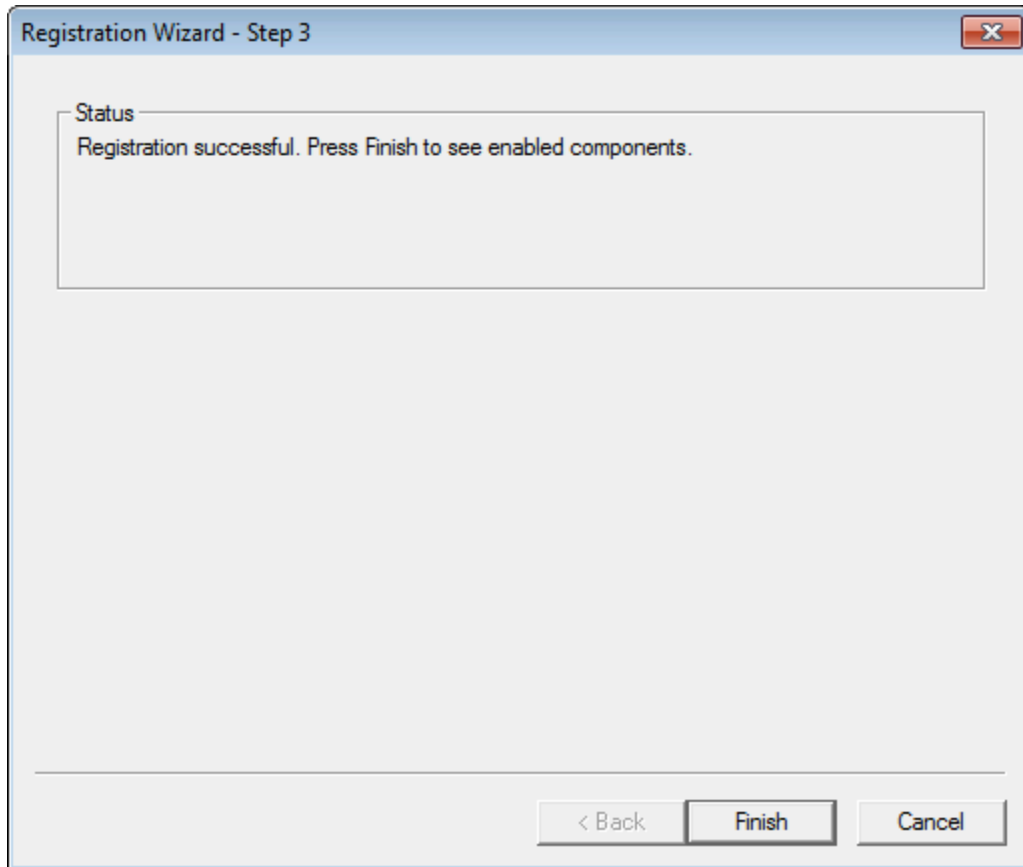 Registration Wizard - Step 3
Status
Registration successful. Press Finish to see enabled components.
< Back
Finish
Cancel